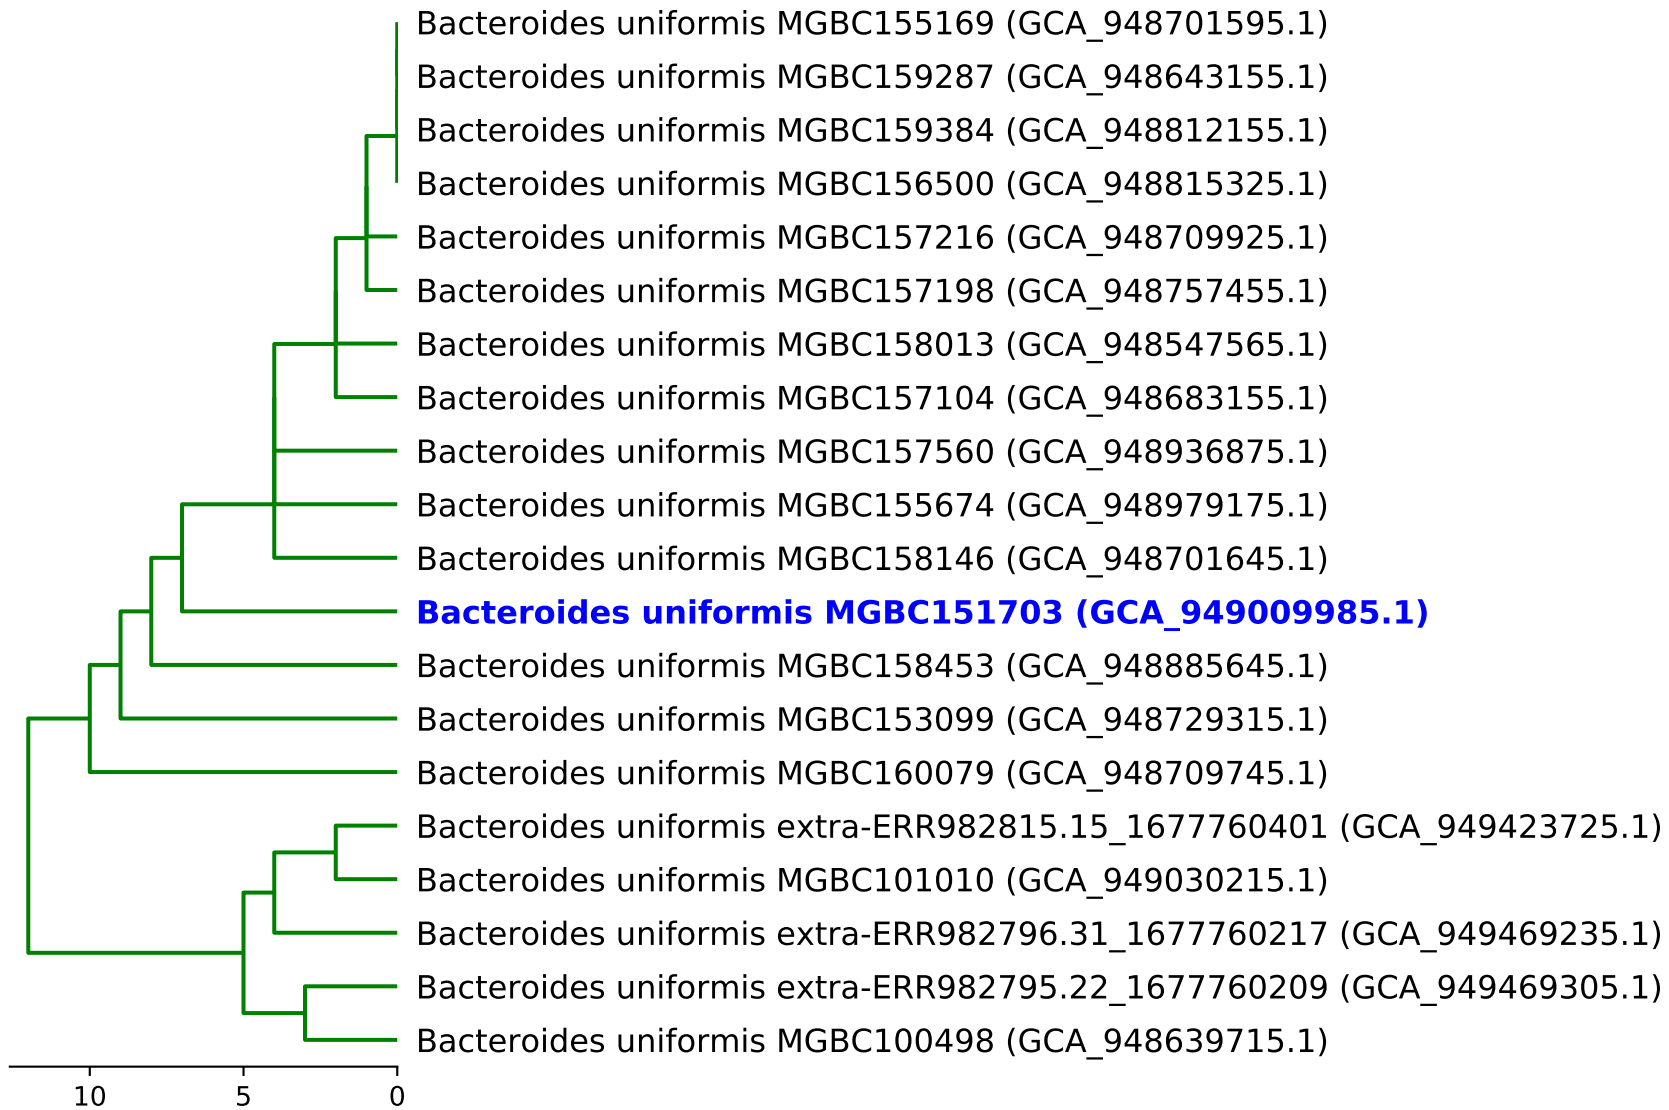 Bacteroides uniformis MGBC155169 (GCA_948701595.1)
Bacteroides uniformis MGBC159287 (GCA_948643155.1)
Bacteroides uniformis MGBC159384 (GCA_948812155.1)
Bacteroides uniformis MGBC156500 (GCA_948815325.1)
Bacteroides uniformis MGBC157216 (GCA_948709925.1)
Bacteroides uniformis MGBC157198 (GCA_948757455.1)
Bacteroides uniformis MGBC158013 (GCA_948547565.1)
Bacteroides uniformis MGBC157104 (GCA_948683155.1)
Bacteroides uniformis MGBC157560 (GCA_948936875.1)
Bacteroides uniformis MGBC155674 (GCA_948979175.1)
Bacteroides uniformis MGBC158146 (GCA_948701645.1)
Bacteroides uniformis MGBC151703 (GCA_949009985.1)
Bacteroides uniformis MGBC158453 (GCA_948885645.1)
Bacteroides uniformis MGBC153099 (GCA_948729315.1)
Bacteroides uniformis MGBC160079 (GCA_948709745.1)
Bacteroides uniformis extra-ERR982815.15_1677760401 (GCA_949423725.1)
Bacteroides uniformis MGBC101010 (GCA_949030215.1)
Bacteroides uniformis extra-ERR982796.31_1677760217 (GCA_949469235.1)
Bacteroides uniformis extra-ERR982795.22_1677760209 (GCA_949469305.1)
Bacteroides uniformis MGBC100498 (GCA_948639715.1)
10 5 0